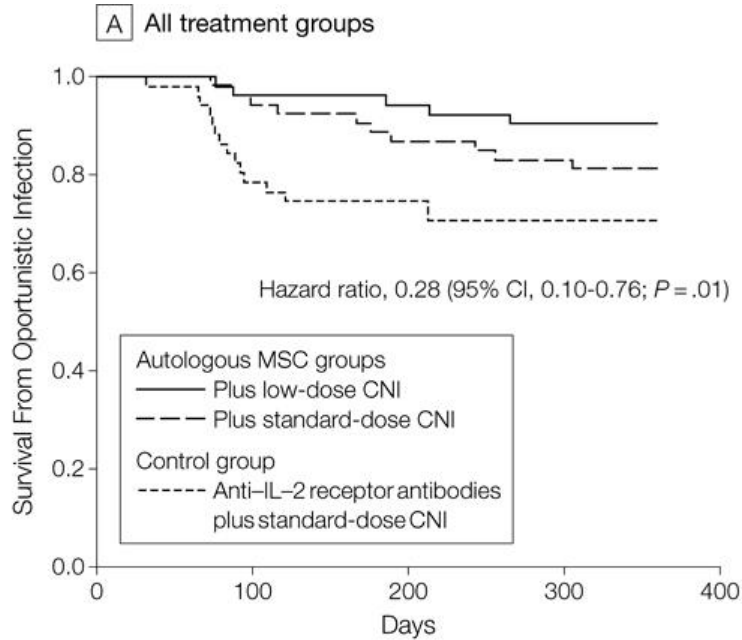 A All treatment groups
1.0
0.8
0.6
0.4
0.2
0.0
Survival From Oportunistic Infection
Hazard ratio, 0.28 (95% CI, 0.10-0.76; P = .01)
Autologous MSC groups
Plus low-dose CNI
Plus standard-dose CNI
Control group
Anti–IL–2 receptor antibodies
plus standard-dose CNI
0 100 200 300 400
Days